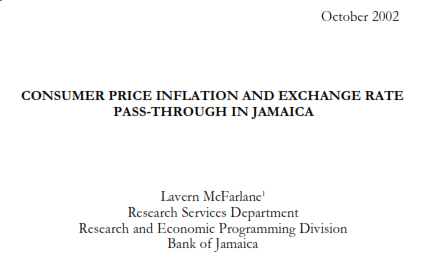 October 2002
CONSUMER PRICE INFLATION AND EXCHANGE RATE
PASS-THROUGH IN JAMAICA
Lavern McFarlane¹
Research Services Department
Research and Economic Programming Division
Bank of Jamaica